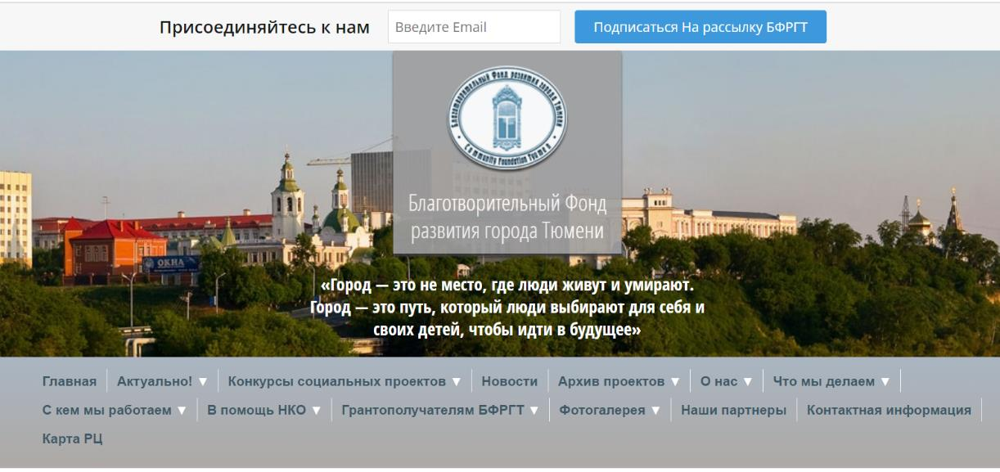 Присоединяйтесь к нам
Введите Email
Подписаться На рассылку БФРГТ
Благотворительный Фонд развития города Тюмени
Community Foundation Tyumen
Благотворительный Фонд
развития города Тюмени
ОКНА
«Город — это не место, где люди живут и умирают.
Город — это путь, который люди выбирают для себя и
своих детей, чтобы идти в будущее»
Главная
Актуально! ▼
Конкурсы социальных проектов ▼
Новости
Архив проектов ▼
О нас ▼
Что мы делаем ▼
С кем мы работаем ▼
В помощь НКО ▼
Грантополучателям БФРГТ ▼
Фотогалерея ▼
Наши партнеры
Контактная информация
Карта РЦ